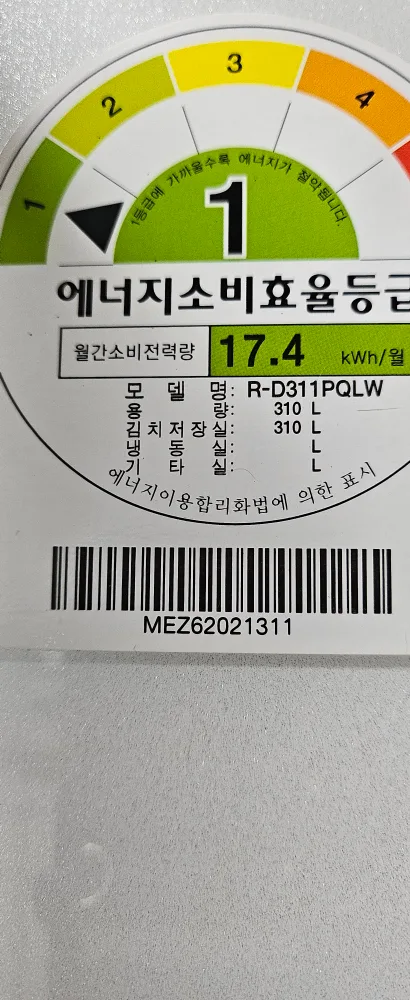 1 2 3 4
1등급에 가까울수록 에너지가 절약됩니다.
1
에너지소비효율등급
월간소비전력량 17.4 kWh/월
모 델 명: R-D311PQLW
용 량: 310 L
김치저장실: 310 L
냉 동 실: L
기 타 실: L
에너지이용합리화법에 의한 표시
MEZ62021311